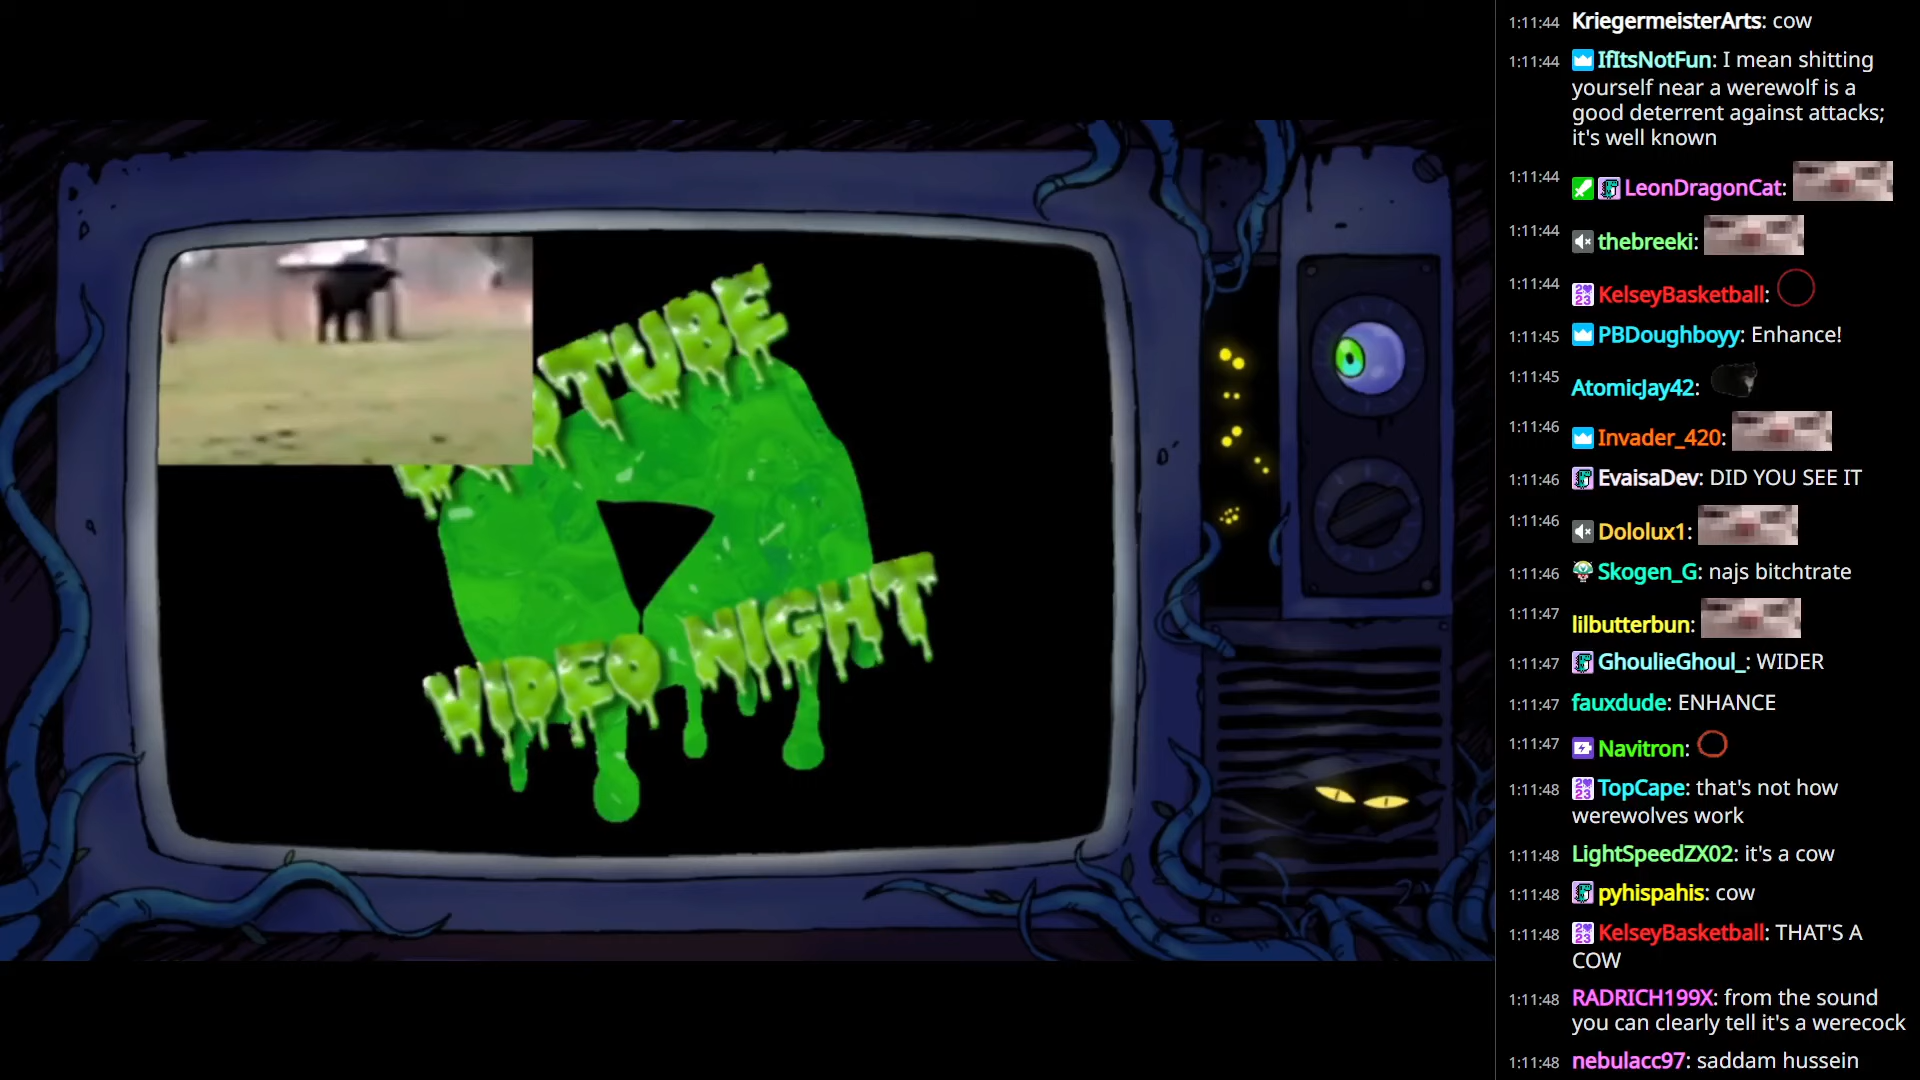 TUBE
VIDEO NIGHT
1:11:44 KriegermeisterArts: cow
1:11:44 IfItsNotFun: I mean shitting
yourself near a werewolf is a
good deterrent against attacks;
it's well known
1:11:44 LeonDragonCat:
1:11:44 thebreeki:
1:11:44 KelseyBasketball:
1:11:45 PBDoughboyy: Enhance!
1:11:45 AtomicJay42:
1:11:46 Invader_420:
1:11:46 EvaisaDev: DID YOU SEE IT
1:11:46 Dololux1:
1:11:46 Skogen_G: najs bitchtrate
1:11:47 lilbutterbun:
1:11:47 GhoulieGhoul_: WIDER
1:11:47 fauxdude: ENHANCE
1:11:47 Navitron:
1:11:48 TopCape: that's not how
werewolves work
1:11:48 LightSpeedZX02: it's a cow
1:11:48 pyhispahis: cow
1:11:48 KelseyBasketball: THAT'S A
COW
1:11:48 RADRICH199X: from the sound
you can clearly tell it's a werecock
1:11:48 nebulacc97: saddam hussein